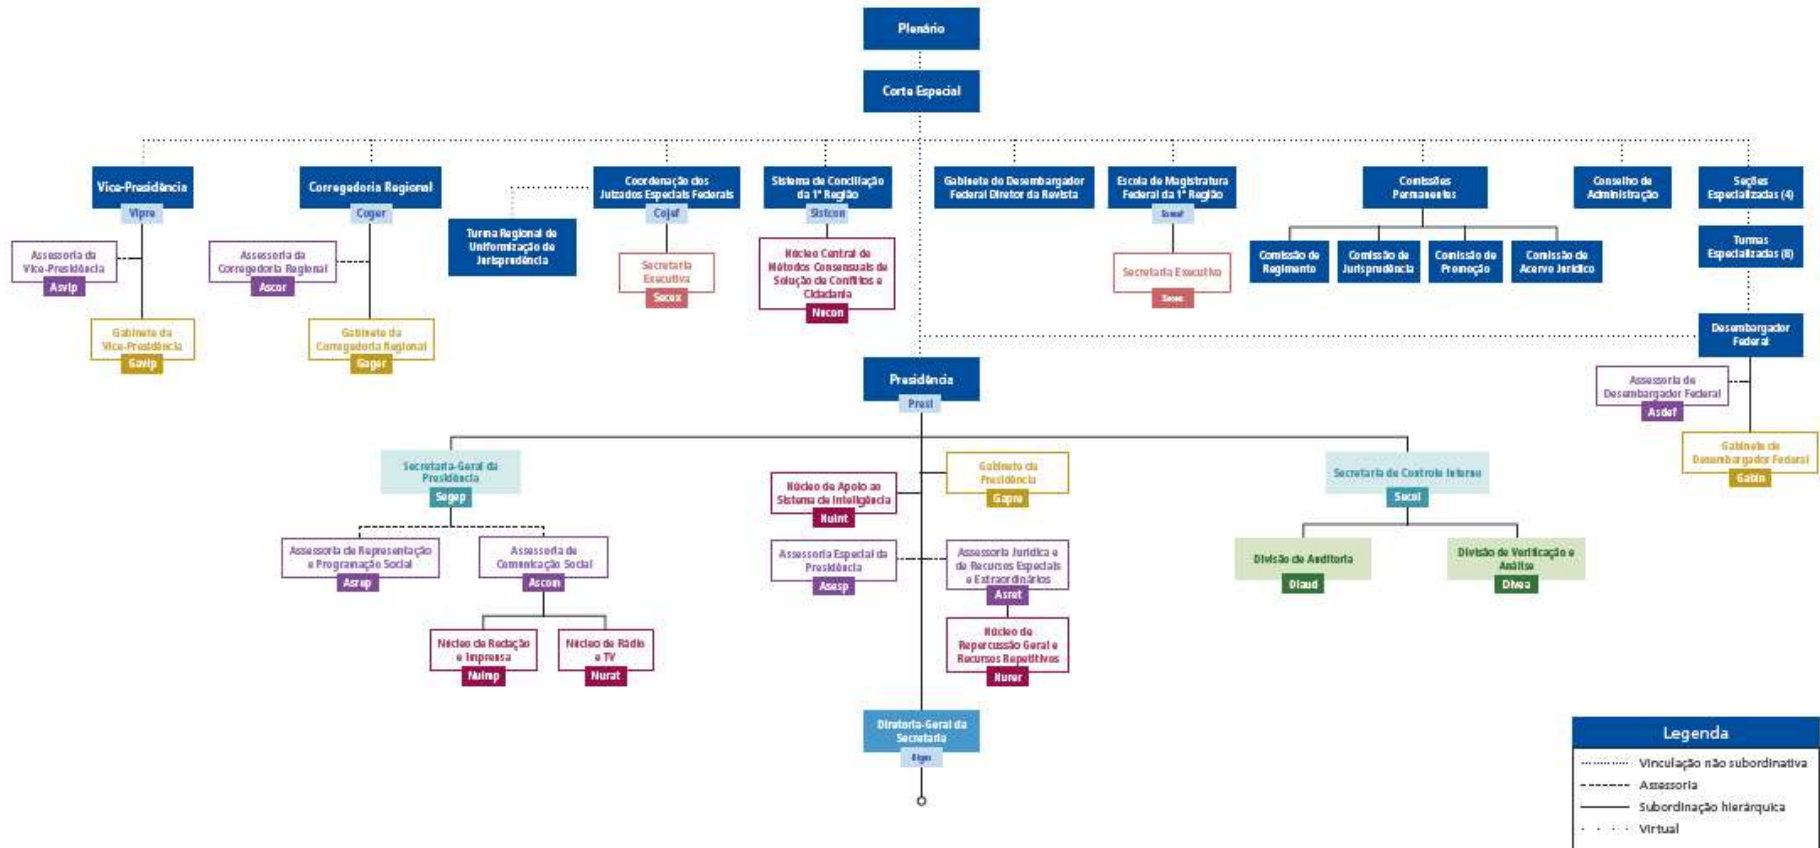 Plenário
Corte Especial
Vice-Presidência
Vipre
Assessoria da
Vice-Presidência
Asvip
Gabinete da
Vice-Presidência
Gavip
Corregedoria Regional
Coger
Assessoria da
Corregedoria Regional
Ascor
Gabinete da
Corregedoria Regional
Gager
Coordenação dos
Juizados Especiais Federais
Cojef
Turma Regional de
Uniformização de
Jurisprudência
Secretaria
Executiva
Secex
Sistema de Conciliação
da 1ª Região
Sistcon
Núcleo Central de
Métodos Consensuais de
Solução de Conflitos e
Cidadania
Nucon
Gabinete do Desembargador
Federal Diretor da Revista
Escola de Magistratura
Federal da 1ª Região
Secretaria Executiva
Comissões
Permanentes
Comissão de
Regimento
Comissão de
Jurisprudência
Comissão de
Promoção
Comissão de
Acervo Jurídico
Conselho de
Administração
Seções
Especializadas (4)
Turmas
Especializadas (8)
Desembargador
Federal
Assessoria de
Desembargador Federal
Asdef
Gabinete de
Desembargador Federal
Gabin
Presidência
Presi
Secretaria-Geral da
Presidência
Segep
Assessoria de Representação
e Programação Social
Asrep
Assessoria de
Comunicação Social
Ascom
Núcleo de Redação
e Imprensa
Nuimp
Núcleo de Rádio
e TV
Nurat
Núcleo de Apoio ao
Sistema de Inteligência
Nuint
Gabinete da
Presidência
Gapre
Assessoria Especial da
Presidência
Asesp
Assessoria Jurídica e
de Recursos Especiais
e Extraordinários
Asret
Núcleo de
Repercussão Geral e
Recursos Repetitivos
Nurer
Secretaria de Controle Interno
Secoi
Divisão de Auditoria
Diaud
Divisão de Verificação e
Análise
Divea
Diretoria-Geral da
Secretaria
Legenda
Vinculação não subordinativa
Assessoria
Subordinação hierárquica
Virtual